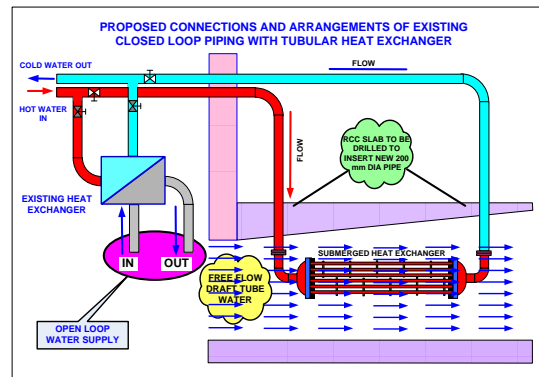 PROPOSED CONNECTIONS AND ARRANGEMENTS OF EXISTING
CLOSED LOOP PIPING WITH TUBULAR HEAT EXCHANGER
COLD WATER OUT
FLOW
HOT WATER
IN
FLOW
RCC SLAB TO BE
DRILLED TO
INSERT NEW 200
mm DIA PIPE
EXISTING HEAT
EXCHANGER
SUBMERGED HEAT EXCHANGER
IN
OUT
FREE FLOW
DRAFT TUBE
WATER
OPEN LOOP
WATER SUPPLY